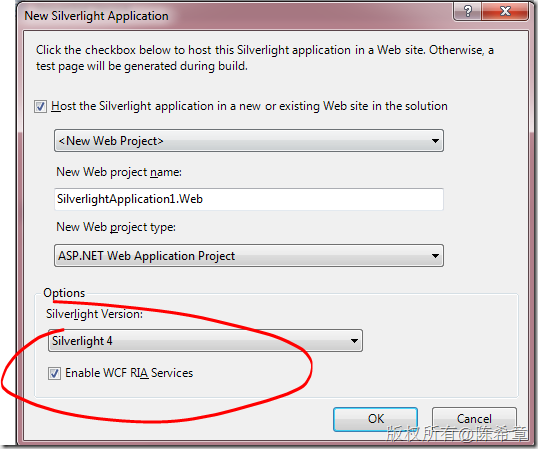 New Silverlight Application
Click the checkbox below to host this Silverlight application in a Web site. Otherwise, a
test page will be generated during build.
Host the Silverlight application in a new or existing Web site in the solution
<New Web Project>
New Web project name:
SilverlightApplication1.Web
New Web project type:
ASP.NET Web Application Project
Options
Silverlight Version:
Silverlight 4
Enable WCF RIA Services
OK
Cancel
版权所有@陈希章